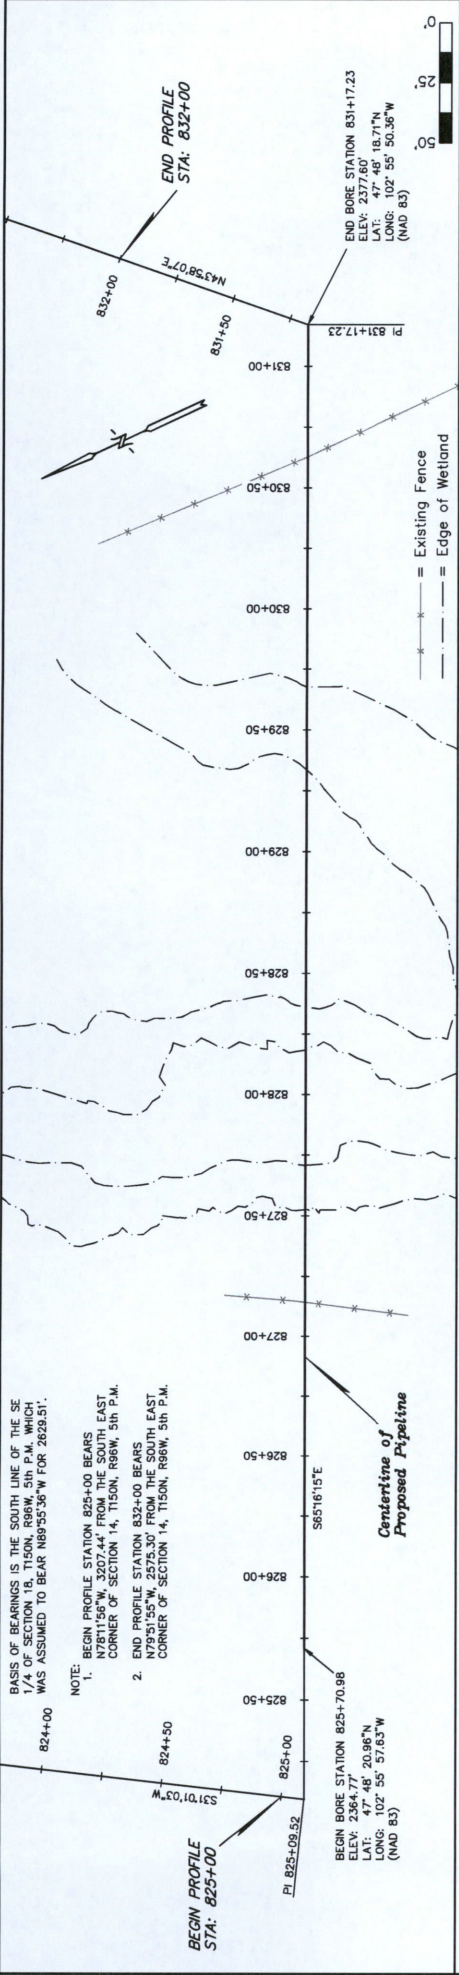 BASIS OF BEARINGS IS THE SOUTH LINE OF THE SE
1/4 OF SECTION 18, T150N, R96W, 5th P.M. WHICH
WAS ASSUMED TO BEAR N89°55'36"W FOR 2629.51'.
NOTE:
1. BEGIN PROFILE STATION 825+00 BEARS
N78°11'56"W, 3207.44' FROM THE SOUTH EAST
CORNER OF SECTION 14, T150N, R96W, 5th P.M.
2. END PROFILE STATION 832+00 BEARS
N79°51'55"W, 2575.30' FROM THE SOUTH EAST
CORNER OF SECTION 14, T150N, R96W, 5th P.M.
824+00
824+50
825+00
S31°01'03"W
BEGIN PROFILE
STA: 825+00
PI 825+09.52
BEGIN BORE STATION 825+70.98
ELEV: 2364.77'
LAT: 47° 48' 20.96"N
LONG: 102° 55' 57.63"W
(NAD 83)
825+50
826+00
826+50
827+00
827+50
828+00
828+50
829+00
829+50
830+00
830+50
831+00
S65°16'15"E
Centerline of
Proposed Pipeline
N
= Existing Fence
= Edge of Wetland
PI 831+17.23
831+50
832+00
N43°58'07"E
END PROFILE
STA: 832+00
END BORE STATION 831+17.23
ELEV: 2377.60'
LAT: 47° 48' 18.71"N
LONG: 102° 55' 50.36"W
(NAD 83)
50'
25'
0'